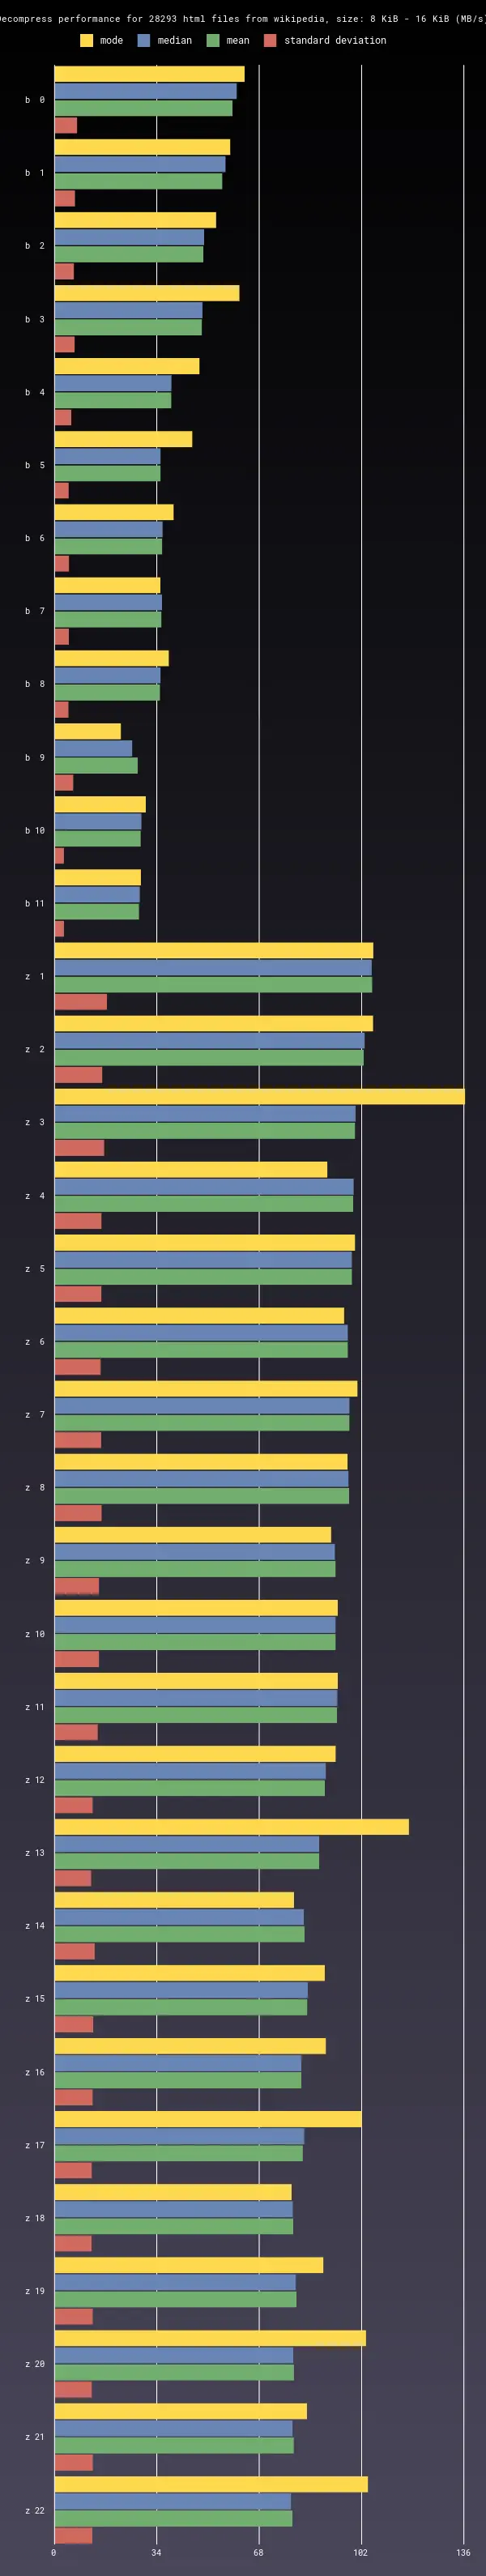 ecompress performance for 28293 html files from wikipedia, size: 8 KiB - 16 KiB (MB/s
mode median mean standard deviation
b 0
b 1
b 2
b 3
b 4
b 5
b 6
b 7
b 8
b 9
b 10
b 11
z 1
z 2
z 3
z 4
z 5
z 6
z 7
z 8
z 9
z 10
z 11
z 12
z 13
z 14
z 15
z 16
z 17
z 18
z 19
z 20
z 21
z 22
0 34 68 102 136